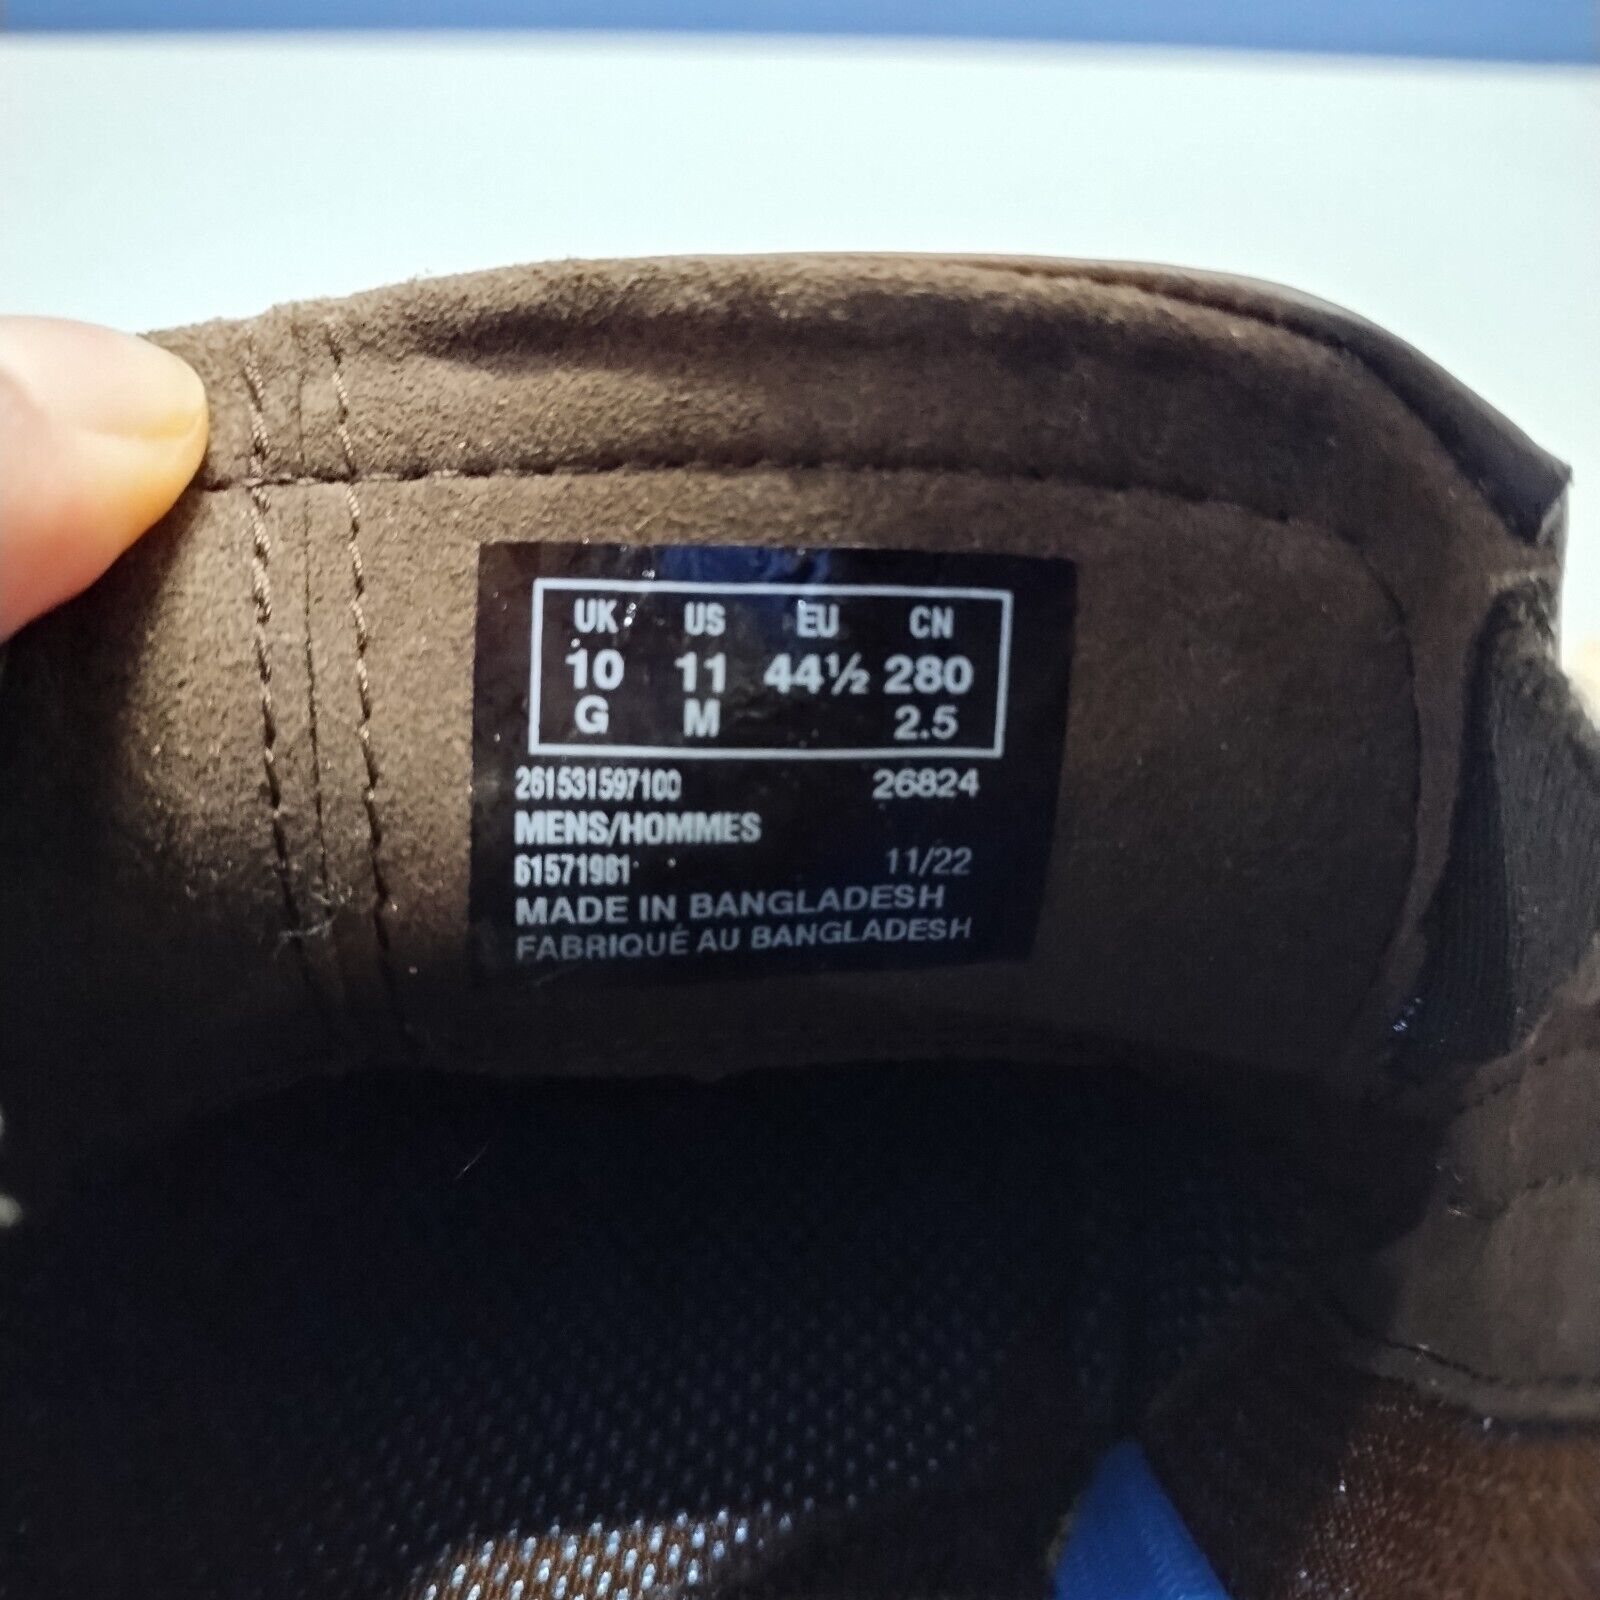 UK US EU CN
10 11 44½ 280
G M 2.5
261531597100 26824
MENS/HOMMES
61571981 11/22
MADE IN BANGLADESH
FABRIQUÉ AU BANGLADESH